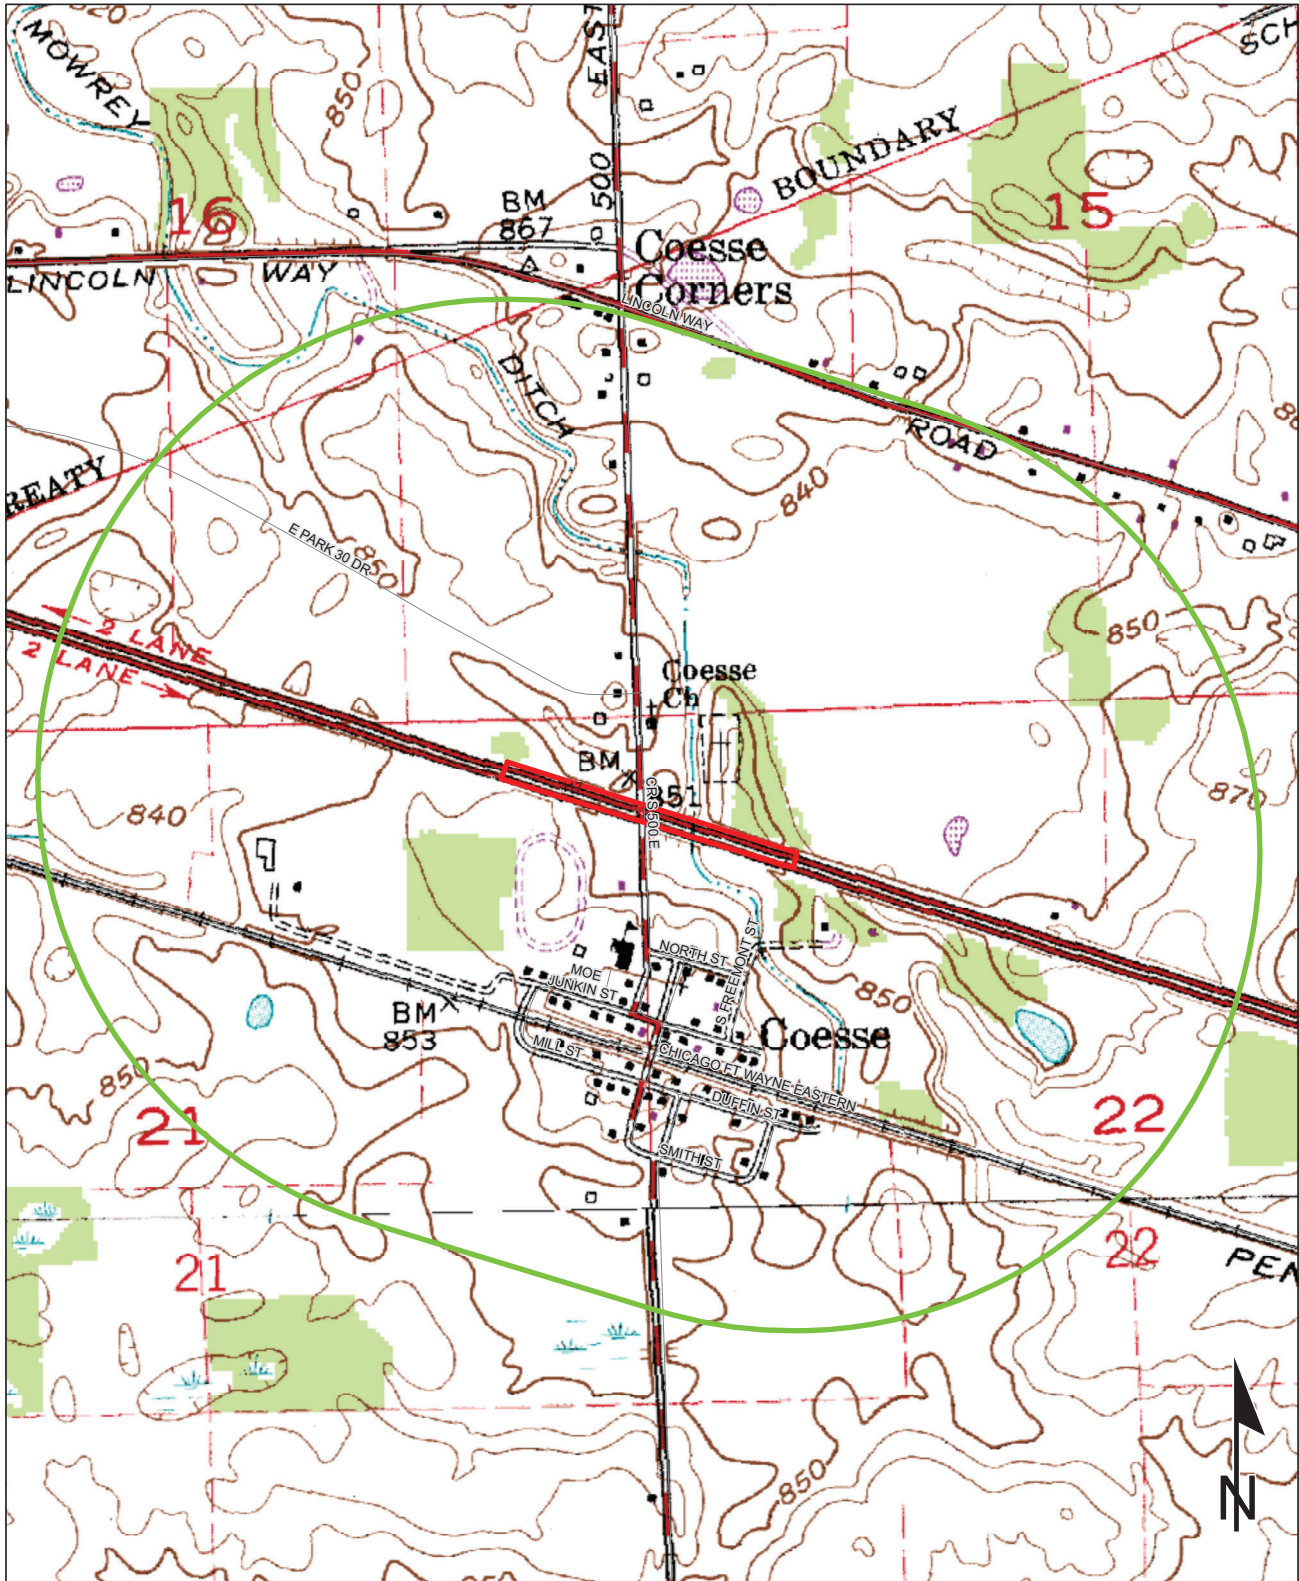 MOWREY
850
EAST
SCH
16
BM
867
500
BOUNDARY
15
Coesse
Corners
LINCOLN WAY
LINCOLN WAY
DITCH
ROAD
REATY
840
E PARK 30 DR
850
2 LANE
2 LANE
850
Coesse
Ch
BM
851
CR S 500 E
840
870
NORTH ST
S FREEMONT ST
MOE
JUNKIN ST
850
BM
853
Coesse
MILL ST
CHICAGO FT WAYNE EASTERN
850
DUFFIN ST
21
22
SMITH ST
21
22
PEN
850
N